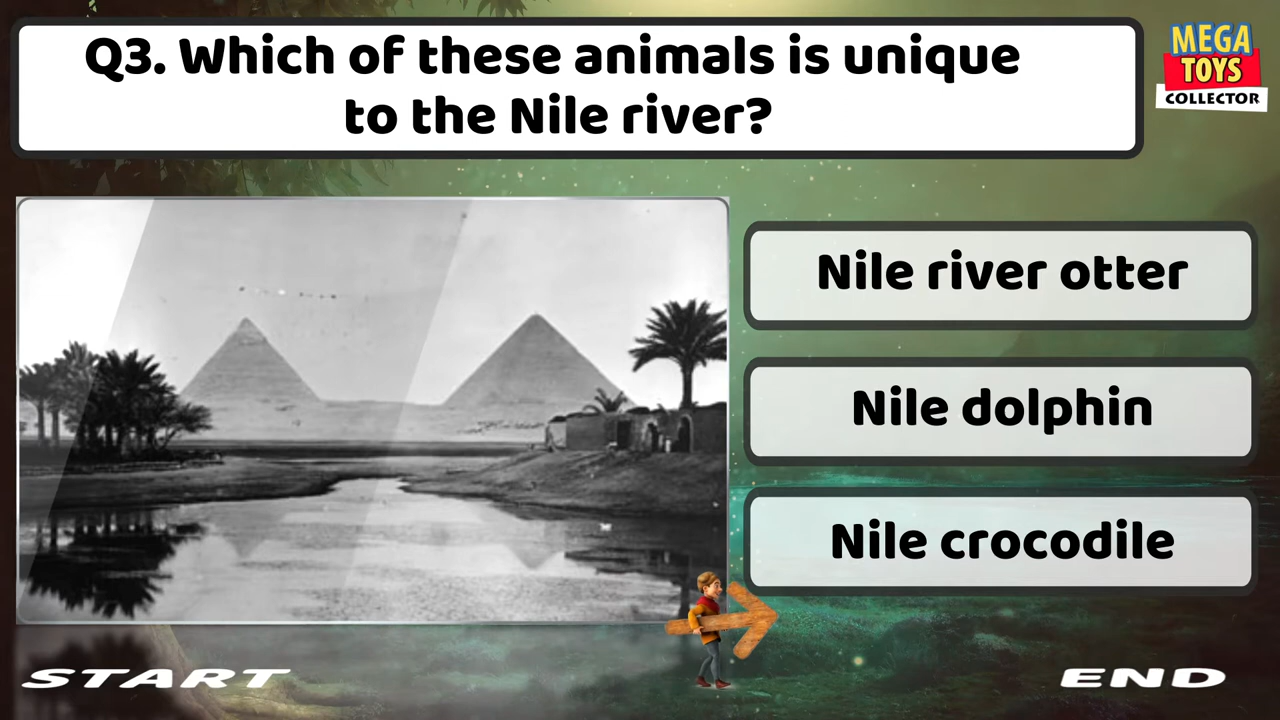 Q3. Which of these animals is unique
to the Nile river?
MEGA
TOYS
COLLECTOR
Nile river otter
Nile dolphin
Nile crocodile
START
END